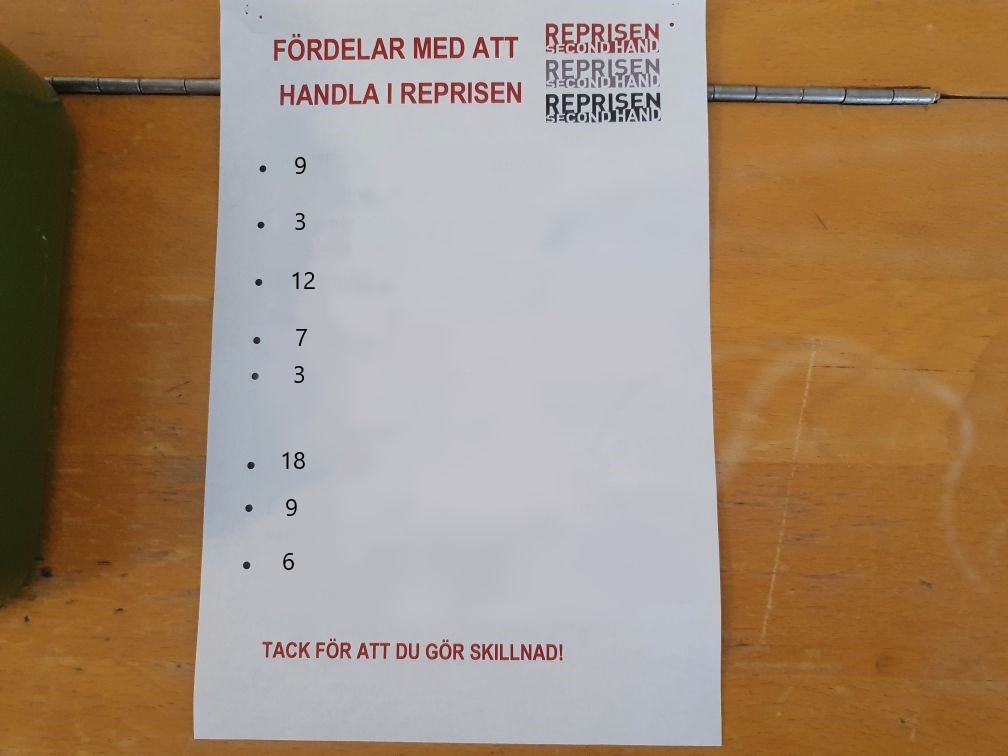 FÖRDELAR MED ATT
HANDLA I REPRISEN
REPRISEN
SECOND HAND
REPRISEN
SECOND HAND
REPRISEN
SECOND HAND
• 9
• 3
• 12
• 7
• 3
• 18
• 9
• 6
TACK FÖR ATT DU GÖR SKILLNAD!